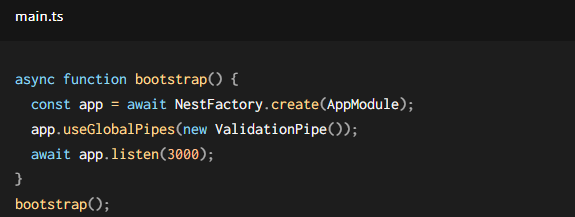 main.ts
async function bootstrap() {
  const app = await NestFactory.create(AppModule);
  app.useGlobalPipes(new ValidationPipe());
  await app.listen(3000);
}
bootstrap();